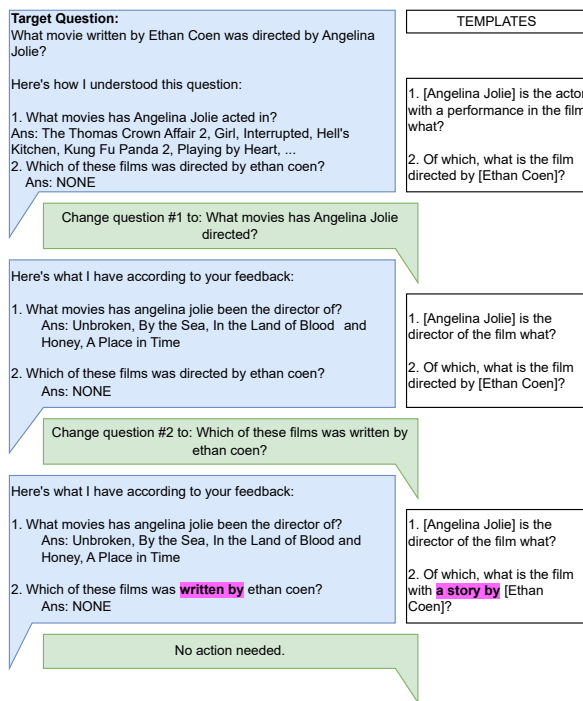 Target Question:
What movie written by Ethan Coen was directed by Angelina
Jolie?
Here's how I understood this question:
1. What movies has Angelina Jolie acted in?
Ans: The Thomas Crown Affair 2, Girl, Interrupted, Hell's
Kitchen, Kung Fu Panda 2, Playing by Heart, ...
2. Which of these films was directed by ethan coen?
Ans: NONE
TEMPLATES
1. [Angelina Jolie] is the actor
with a performance in the film
what?
2. Of which, what is the film
directed by [Ethan Coen]?
Change question #1 to: What movies has Angelina Jolie
directed?
Here's what I have according to your feedback:
1. What movies has angelina jolie been the director of?
Ans: Unbroken, By the Sea, In the Land of Blood and
Honey, A Place in Time
2. Which of these films was directed by ethan coen?
Ans: NONE
1. [Angelina Jolie] is the
director of the film what?
2. Of which, what is the film
directed by [Ethan Coen]?
Change question #2 to: Which of these films was written by
ethan coen?
Here's what I have according to your feedback:
1. What movies has angelina jolie been the director of?
Ans: Unbroken, By the Sea, In the Land of Blood and
Honey, A Place in Time
2. Which of these films was written by ethan coen?
Ans: NONE
1. [Angelina Jolie] is the
director of the film what?
2. Of which, what is the film
with a story by [Ethan
Coen]?
No action needed.